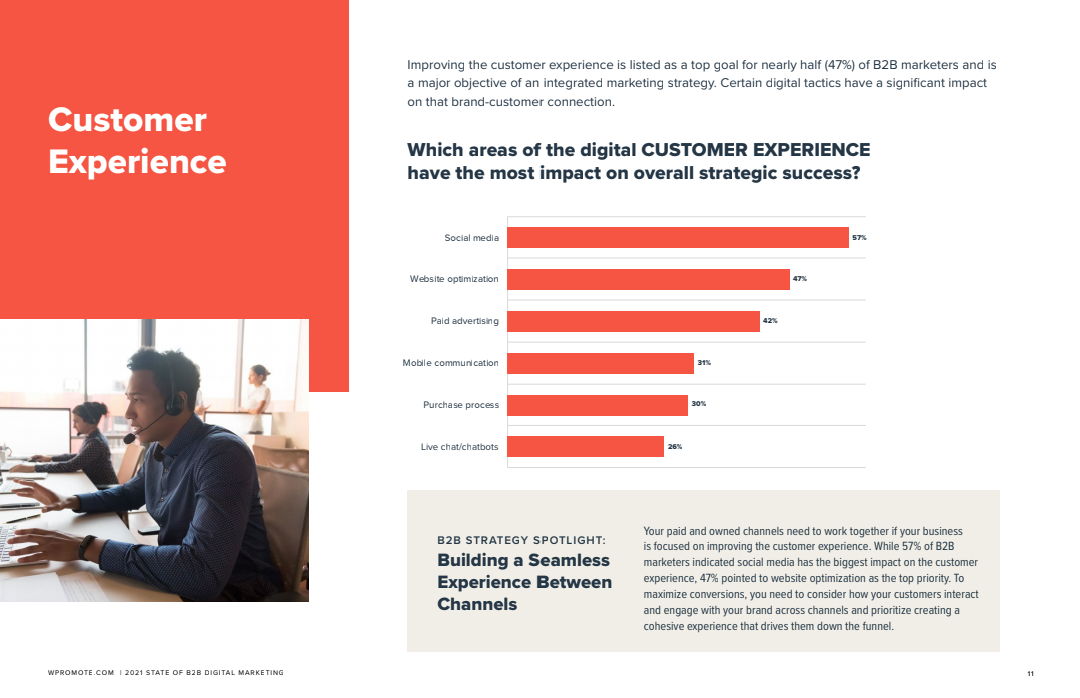 Customer
Experience
Improving the customer experience is listed as a top goal for nearly half (47%) of B2B marketers and is
a major objective of an integrated marketing strategy. Certain digital tactics have a significant impact
on that brand-customer connection.
Which areas of the digital CUSTOMER EXPERIENCE
have the most impact on overall strategic success?
Social media 57%
Website optimization 47%
Paid advertising 42%
Mobile communication 31%
Purchase process 30%
Live chat/chatbots 26%
B2B STRATEGY SPOTLIGHT:
Building a Seamless
Experience Between
Channels
Your paid and owned channels need to work together if your business
is focused on improving the customer experience. While 57% of B2B
marketers indicated social media has the biggest impact on the customer
experience, 47% pointed to website optimization as the top priority. To
maximize conversions, you need to consider how your customers interact
and engage with your brand across channels and prioritize creating a
cohesive experience that drives them down the funnel.
WPROMOTE.COM | 2021 STATE OF B2B DIGITAL MARKETING
11